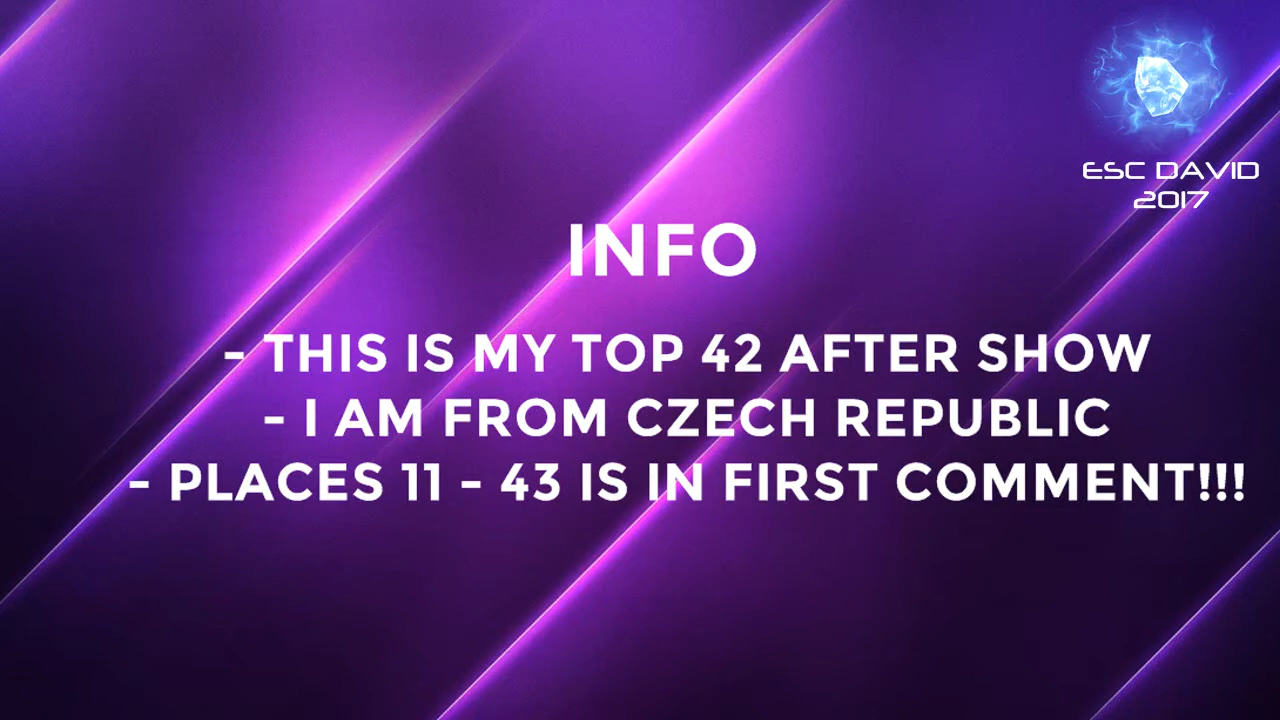 ESC DAVID
2017
INFO
- THIS IS MY TOP 42 AFTER SHOW
- I AM FROM CZECH REPUBLIC
- PLACES 11 - 43 IS IN FIRST COMMENT!!!